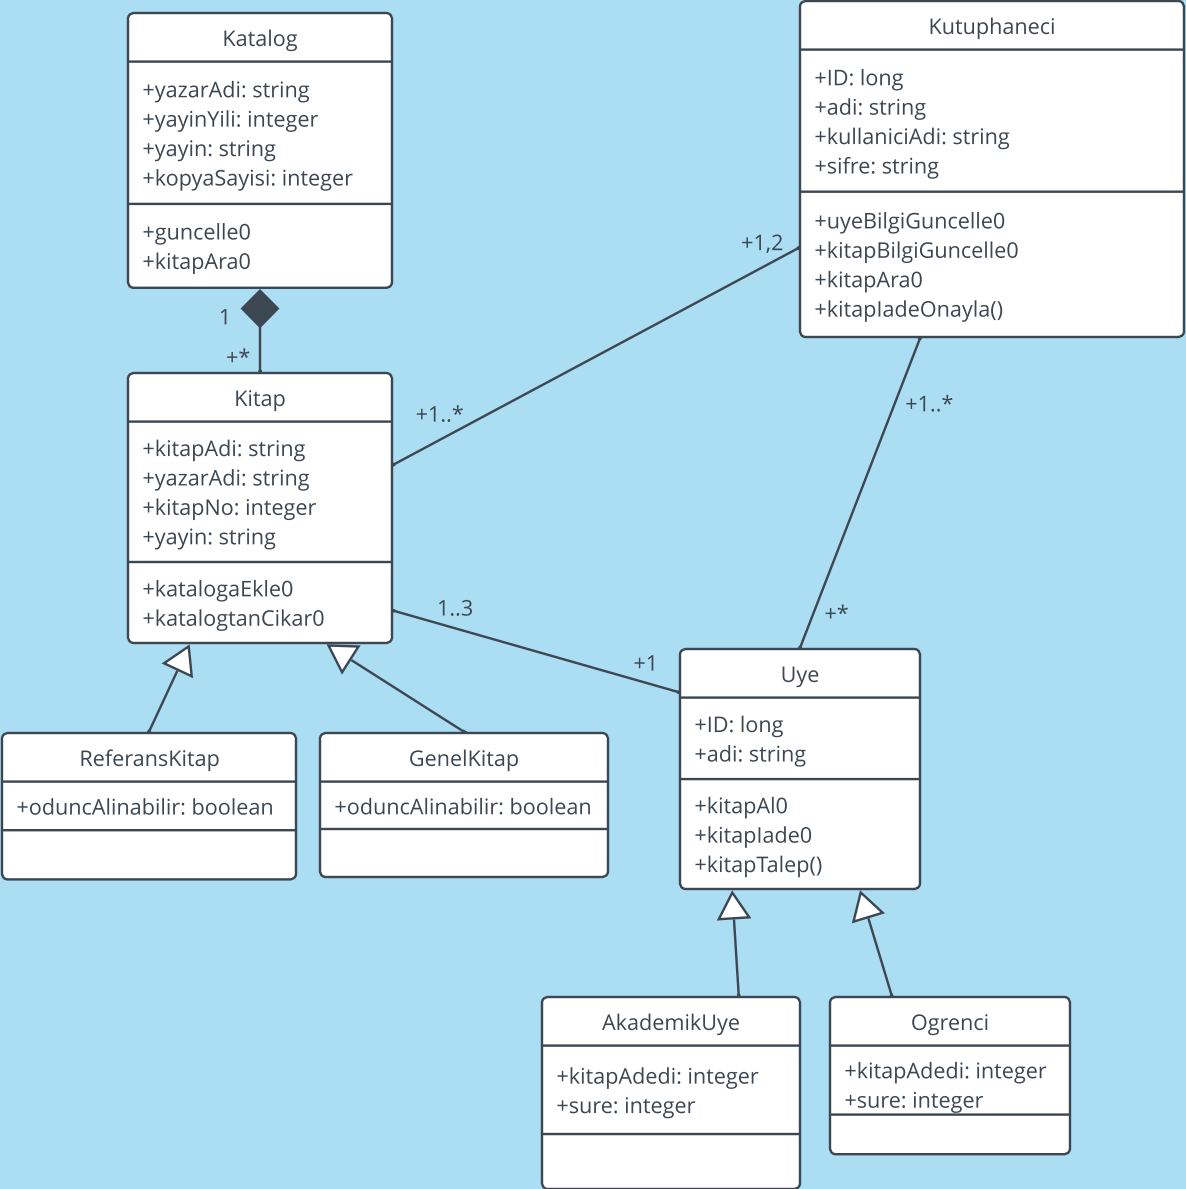 Katalog
+yazarAdi: string
+yayinYili: integer
+yayin: string
+kopyaSayisi: integer
+guncelle0
+kitapAra0
Kutuphaneci
+ID: long
+adi: string
+kullaniciAdi: string
+sifre: string
+uyeBilgiGuncelle0
+kitapBilgiGuncelle0
+kitapAra0
+kitapIadeOnayla()
+1,2
1
+*
+1..*
+1..*
Kitap
+kitapAdi: string
+yazarAdi: string
+kitapNo: integer
+yayin: string
+katalogaEkle0
+katalogtanCikar0
1..3
+*
+1
Uye
+ID: long
+adi: string
+kitapAl0
+kitapIade0
+kitapTalep()
ReferansKitap
+oduncAlinabilir: boolean
GenelKitap
+oduncAlinabilir: boolean
AkademikUye
+kitapAdedi: integer
+sure: integer
Ogrenci
+kitapAdedi: integer
+sure: integer